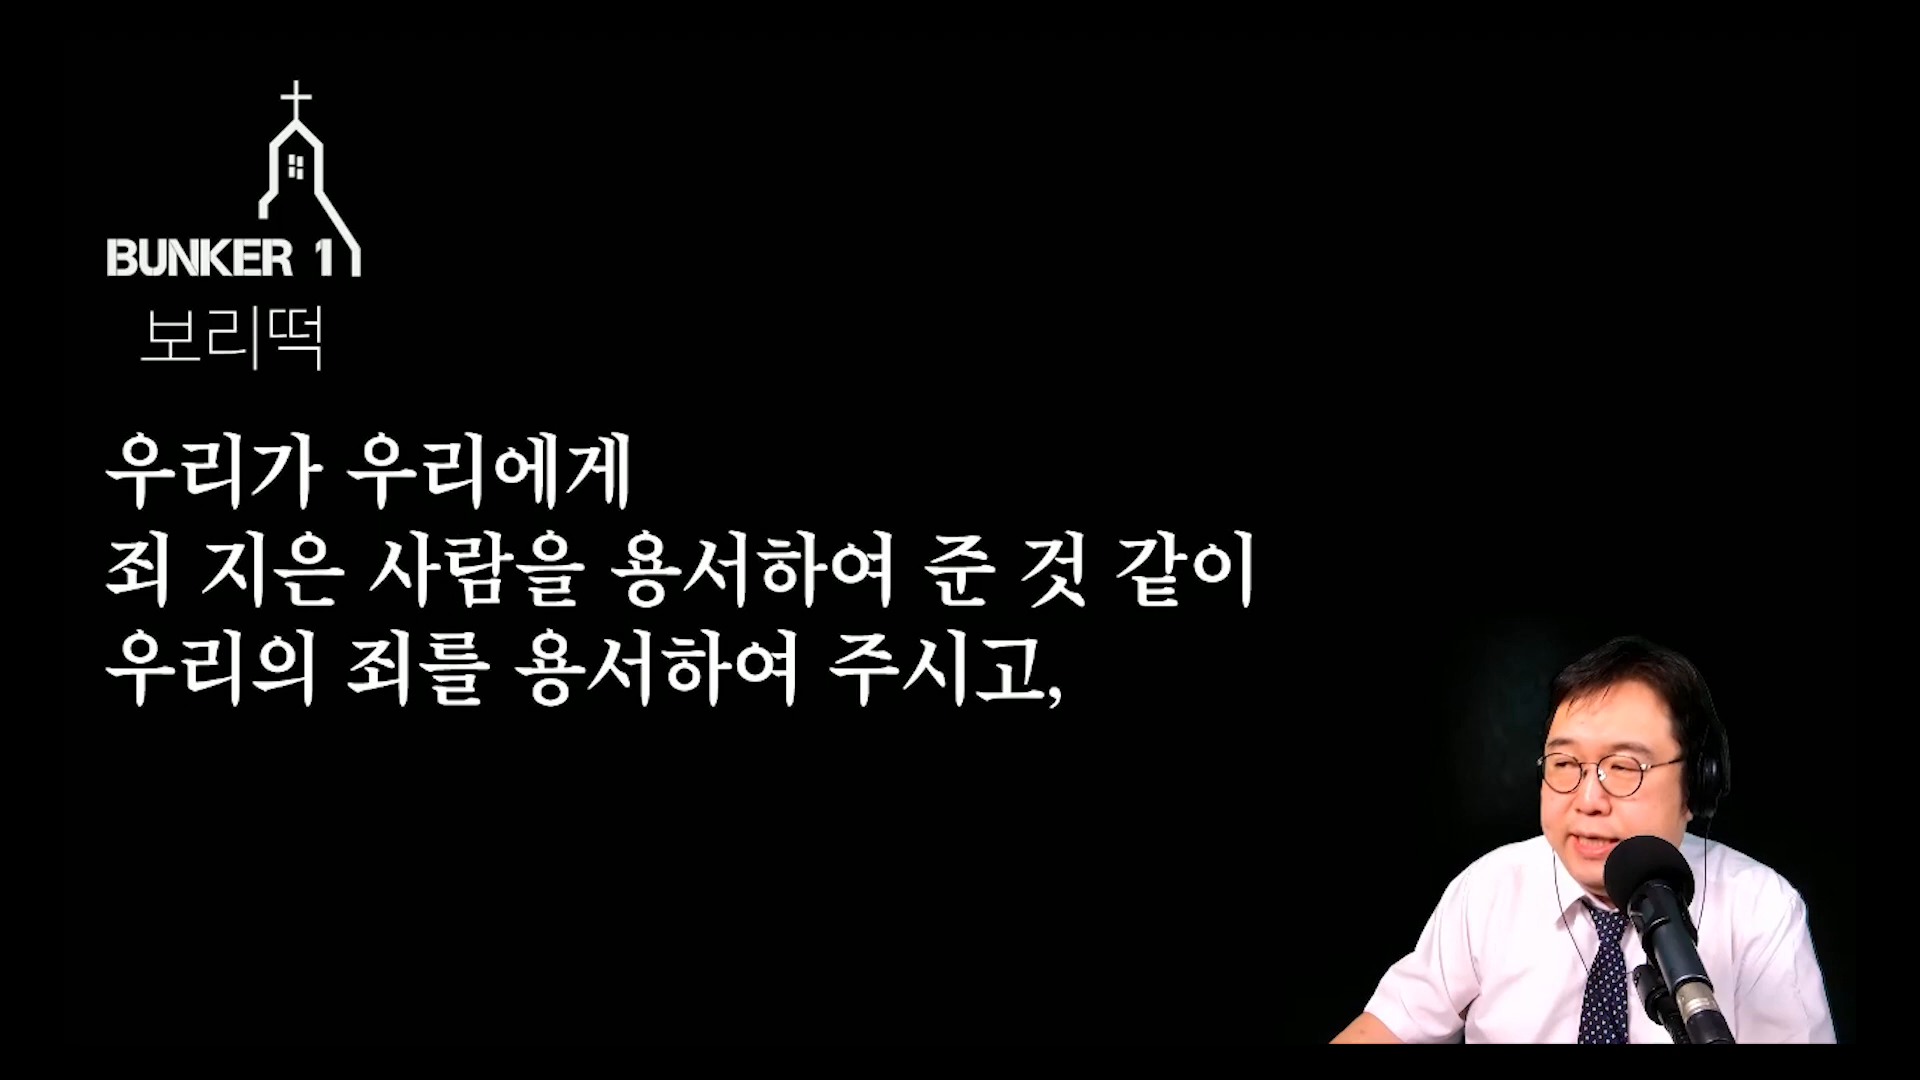 BUNKER 1
보리떡
우리가 우리에게
죄 지은 사람을 용서하여 준 것 같이
우리의 죄를 용서하여 주시고,